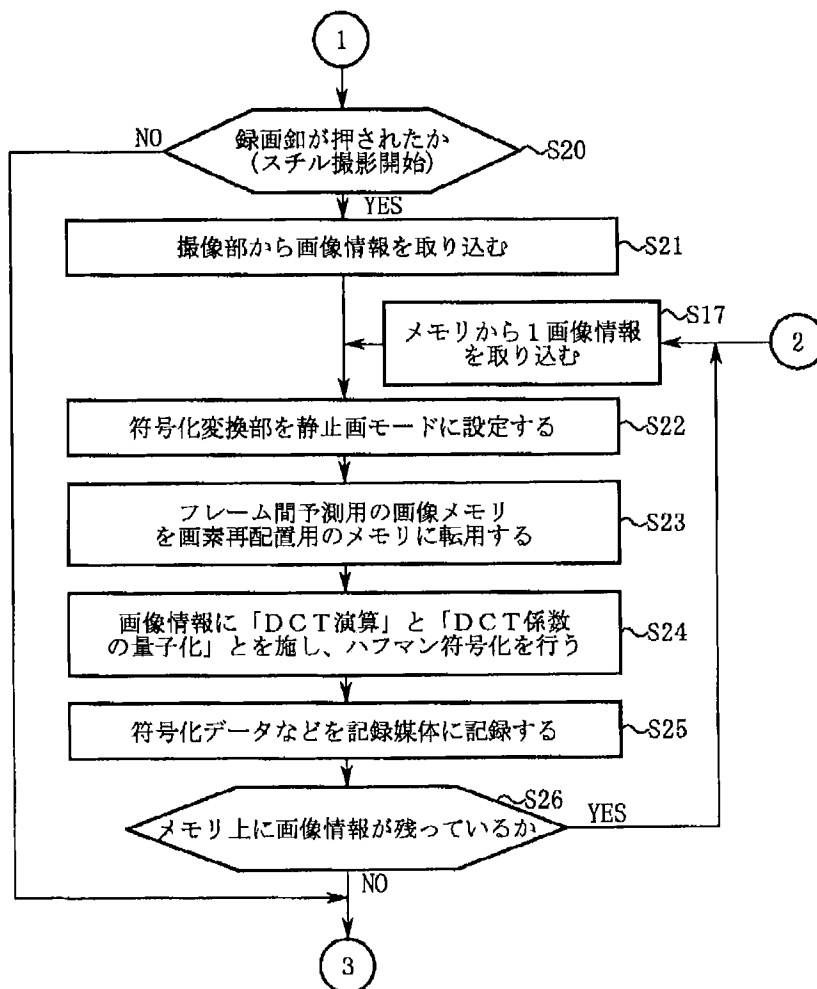 1
NO
録画釦が押されたか
(スチル撮影開始)
S20
YES
撮像部から画像情報を取り込む
S21
S17
メモリから1画像情報
を取り込む
2
符号化変換部を静止画モードに設定する
S22
フレーム間予測用の画像メモリ
を画素再配置用のメモリに転用する
S23
画像情報に「DCT演算」と「DCT係数
の量子化」とを施し、ハフマン符号化を行う
S24
符号化データなどを記録媒体に記録する
S25
S26
メモリ上に画像情報が残っているか
YES
NO
3